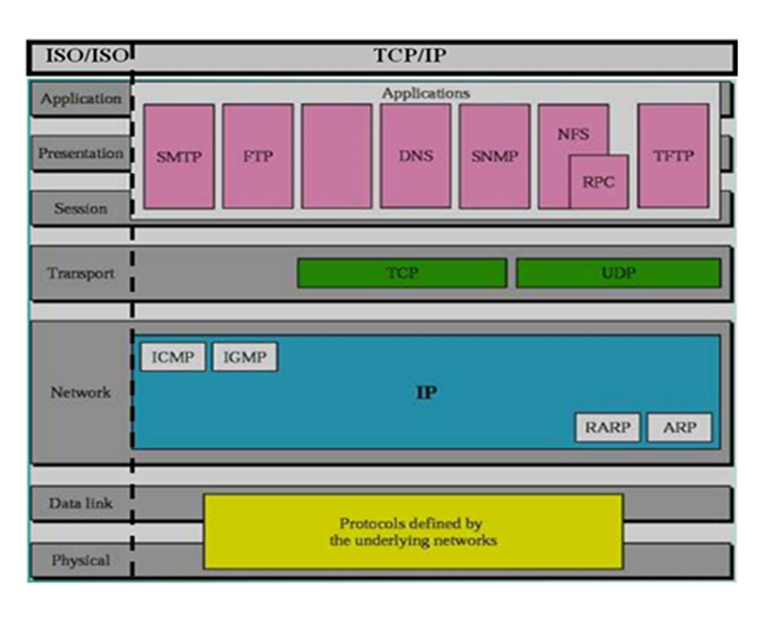 ISO/ISO TCP/IP
Application
Applications
Presentation
SMTP FTP DNS SNMP NFS TFTP
RPC
Session
Transport
TCP UDP
ICMP IGMP
Network
IP
RARP ARP
Data link
Protocols defined by
the underlying networks
Physical